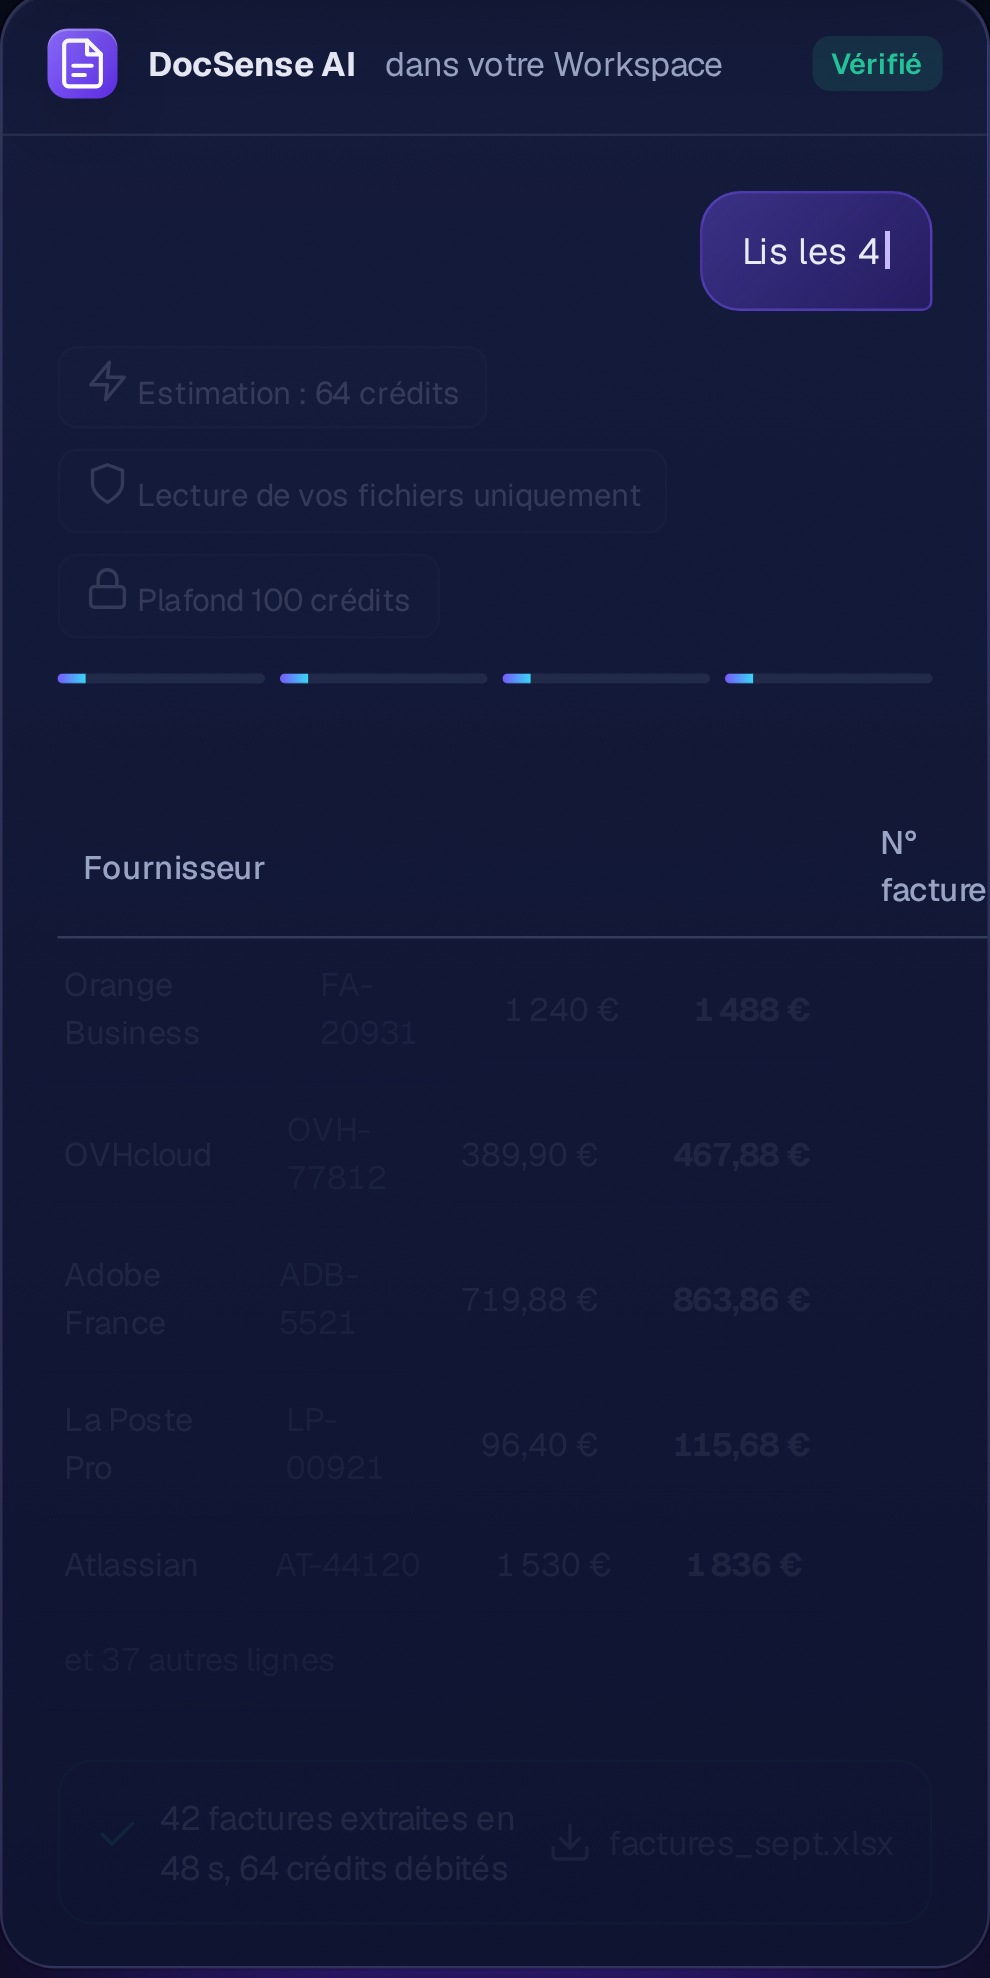 DocSense AI dans votre Workspace Vérifié
Lis les 4
Estimation : 64 crédits
Lecture de vos fichiers uniquement
Plafond 100 crédits
Fournisseur N° facture
Orange Business FA-20931 1 240 € 1 488 €
OVHcloud OVH-77812 389,90 € 467,88 €
Adobe France ADB-5521 719,88 € 863,86 €
La Poste Pro LP-00921 96,40 € 115,68 €
Atlassian AT-44120 1 530 € 1 836 €
et 37 autres lignes
42 factures extraites en
48 s, 64 crédits débités
factures_sept.xlsx